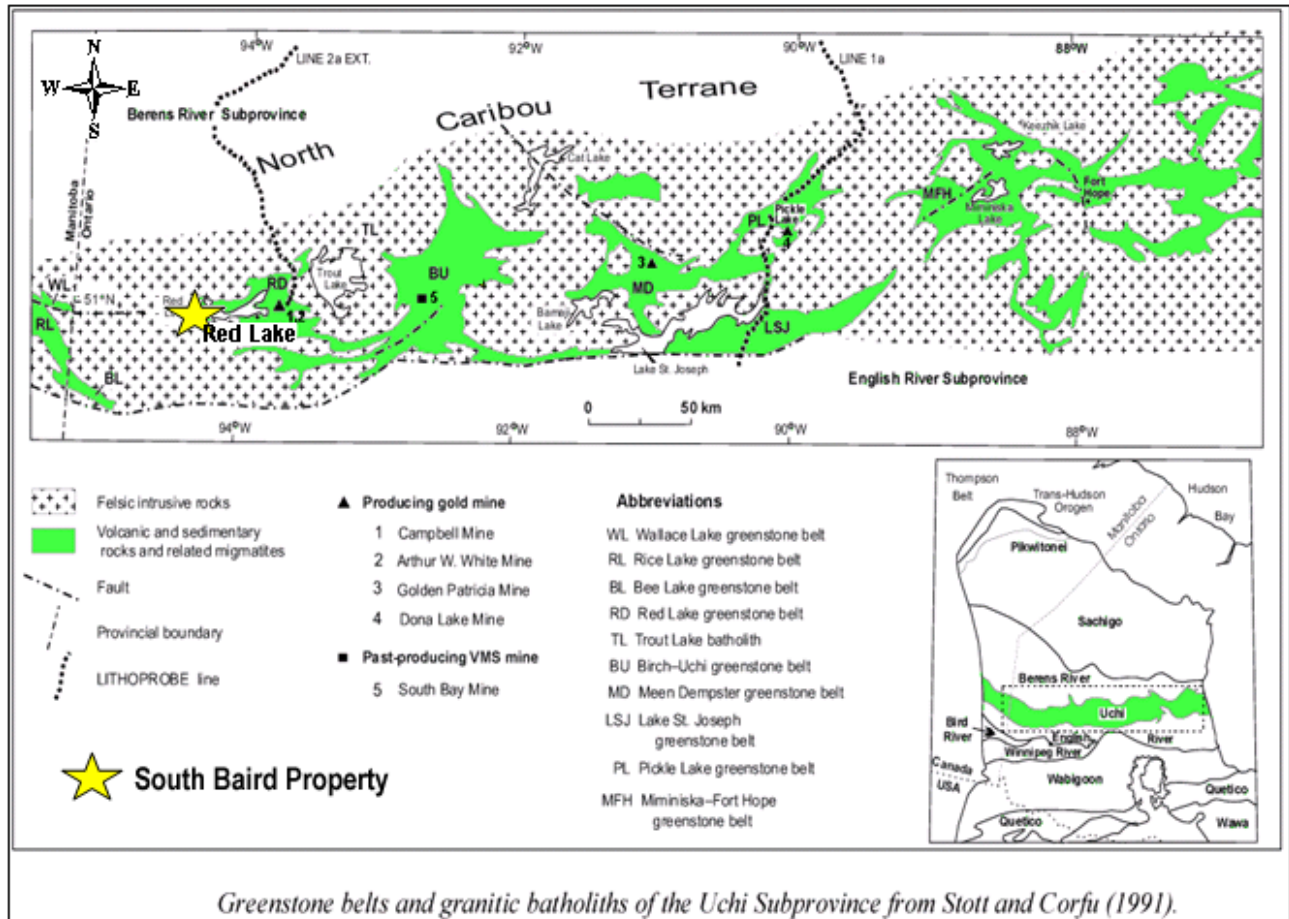 94°W
92°W
90°W
88°W
N
W E
S
LINE 2a EXT.
LINE 1a
Berens River Subprovince
North
Caribou
Terrane
Manitoba
Ontario
Cat Lake
Keezhik Lake
MFH
Fort
Hope
Miminiska
Lake
PL
Pickle
Lake
4
TL
Trout
Lake
BU
5
3
MD
WL
51°N
Red
RD
1,2
Red Lake
RL
BL
Bamaji
Lake
LSJ
Lake St. Joseph
English River Subprovince
0 50 km
94°W
92°W
90°W
88°W
Felsic intrusive rocks
Volcanic and sedimentary
rocks and related migmatites
Fault
Provincial boundary
LITHOPROBE line
South Baird Property
Producing gold mine
1 Campbell Mine
2 Arthur W. White Mine
3 Golden Patricia Mine
4 Dona Lake Mine
Past-producing VMS mine
5 South Bay Mine
Abbreviations
WL Wallace Lake greenstone belt
RL Rice Lake greenstone belt
BL Bee Lake greenstone belt
RD Red Lake greenstone belt
TL Trout Lake batholith
BU Birch–Uchi greenstone belt
MD Meen Dempster greenstone belt
LSJ Lake St. Joseph
greenstone belt
PL Pickle Lake greenstone belt
MFH Miminiska–Fort Hope
greenstone belt
Thompson
Belt
Trans-Hudson
Orogen
Hudson
Bay
Manitoba
Ontario
Pikwitonei
Sachigo
Berens River
Uchi
Bird
River
English
River
Winnipeg River
Canada
USA
Wabigoon
Quetico
Quetico
Wawa
Greenstone belts and granitic batholiths of the Uchi Subprovince from Stott and Corfu (1991).